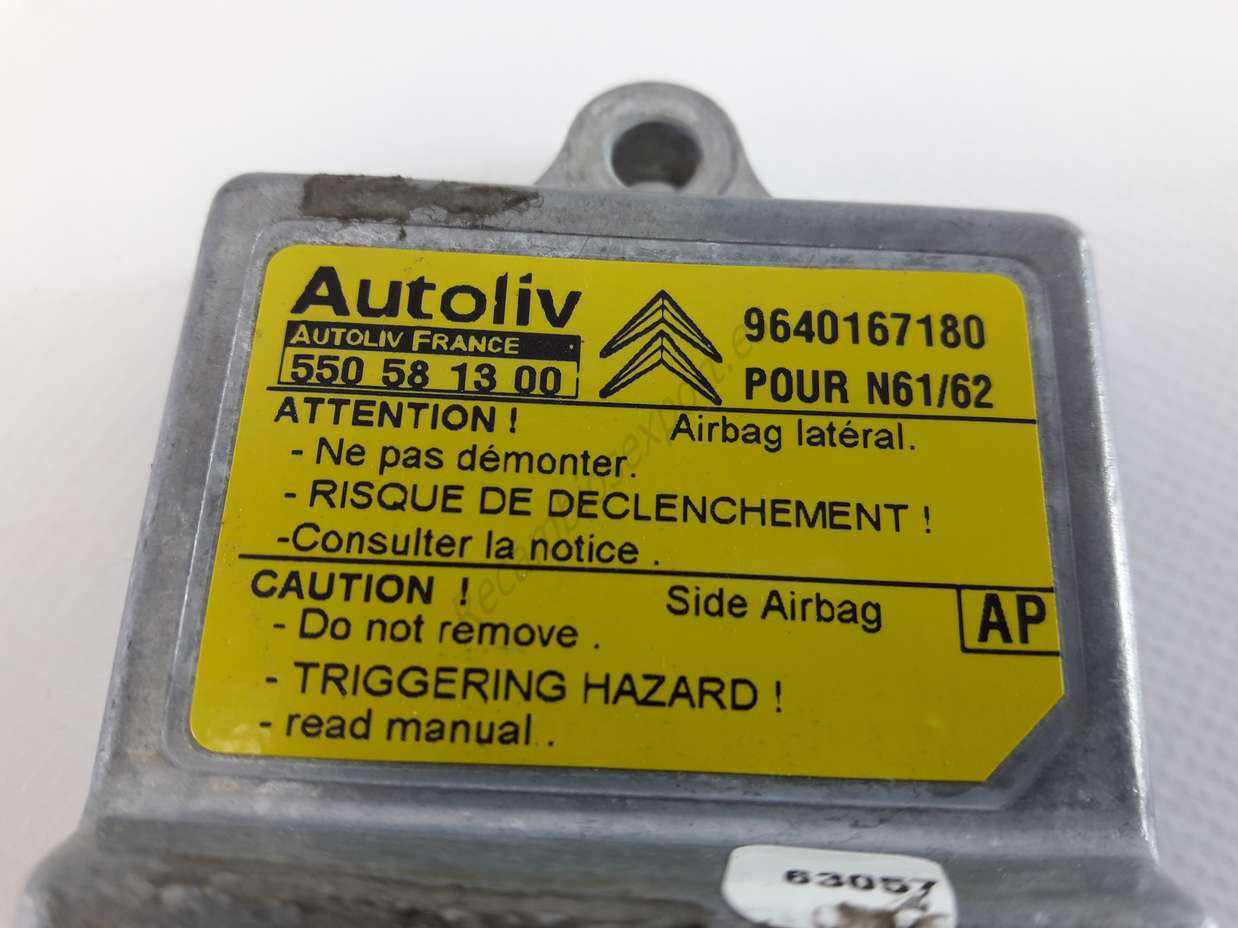 Autoliv
AUTOLIV FRANCE
550 58 13 00
9640167180
POUR N61/62
ATTENTION !
Airbag latéral.
- Ne pas démonter.
- RISQUE DE DECLENCHEMENT !
-Consulter la notice .
CAUTION !
Side Airbag
AP
- Do not remove .
- TRIGGERING HAZARD !
- read manual .
63057